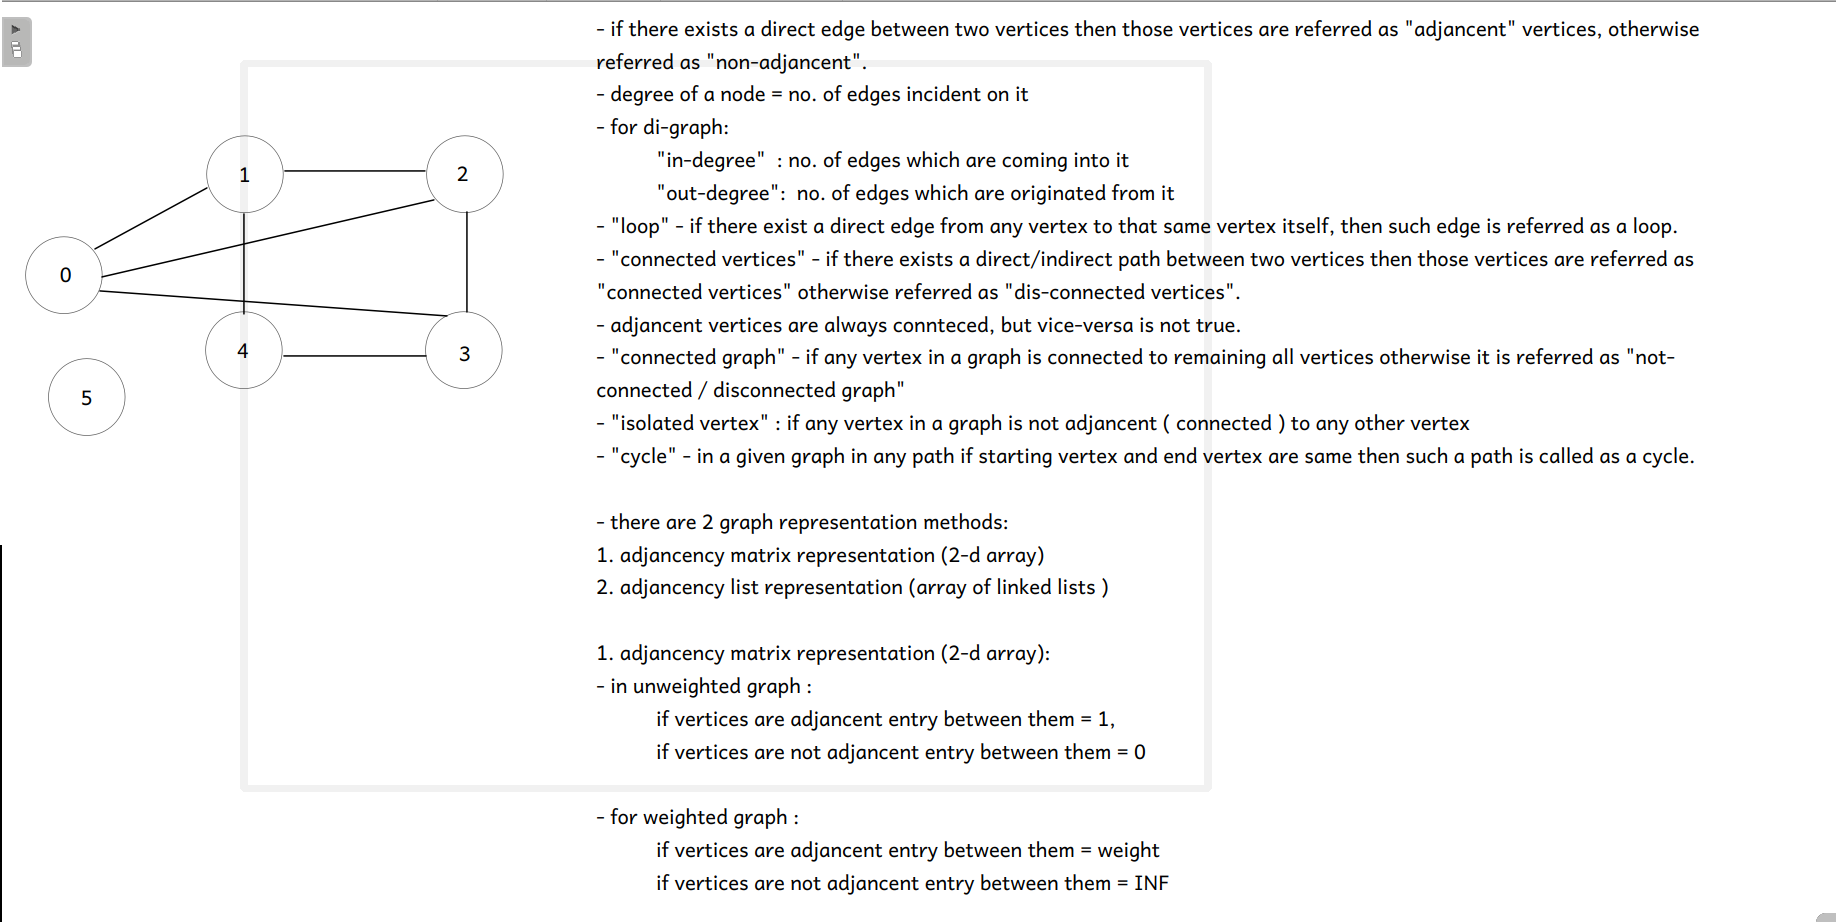 - if there exists a direct edge between two vertices then those vertices are referred as "adjancent" vertices, otherwise
referred as "non-adjancent".
- degree of a node = no. of edges incident on it
- for di-graph:
"in-degree" : no. of edges which are coming into it
"out-degree": no. of edges which are originated from it
- "loop" - if there exist a direct edge from any vertex to that same vertex itself, then such edge is referred as a loop.
- "connected vertices" - if there exists a direct/indirect path between two vertices then those vertices are referred as
"connected vertices" otherwise referred as "dis-connected vertices".
- adjancent vertices are always connteced, but vice-versa is not true.
- "connected graph" - if any vertex in a graph is connected to remaining all vertices otherwise it is referred as "not-
connected / disconnected graph"
- "isolated vertex" : if any vertex in a graph is not adjancent ( connected ) to any other vertex
- "cycle" - in a given graph in any path if starting vertex and end vertex are same then such a path is called as a cycle.
- there are 2 graph representation methods:
1. adjancency matrix representation (2-d array)
2. adjancency list representation (array of linked lists )
1. adjancency matrix representation (2-d array):
- in unweighted graph :
if vertices are adjancent entry between them = 1,
if vertices are not adjancent entry between them = 0
- for weighted graph :
if vertices are adjancent entry between them = weight
if vertices are not adjancent entry between them = INF
1
2
0
4
3
5